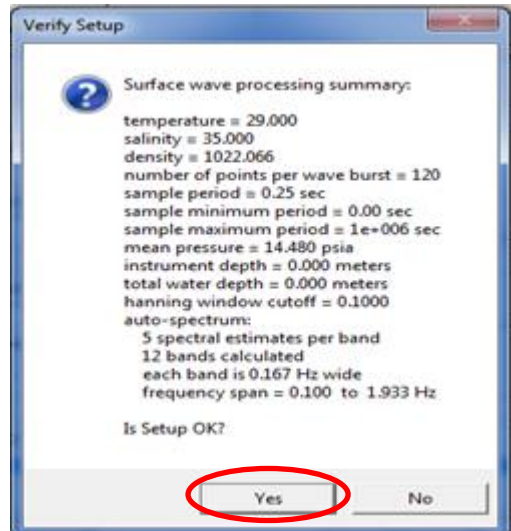 Verify Setup
Surface wave processing summary:
temperature = 29.000
salinity = 35.000
density = 1022.066
number of points per wave burst = 120
sample period = 0.25 sec
sample minimum period = 0.00 sec
sample maximum period = 1e+006 sec
mean pressure = 14.480 psia
instrument depth = 0.000 meters
total water depth = 0.000 meters
hanning window cutoff = 0.1000
auto-spectrum:
5 spectral estimates per band
12 bands calculated
each band is 0.167 Hz wide
frequency span = 0.100 to 1.933 Hz
Is Setup OK?
Yes No